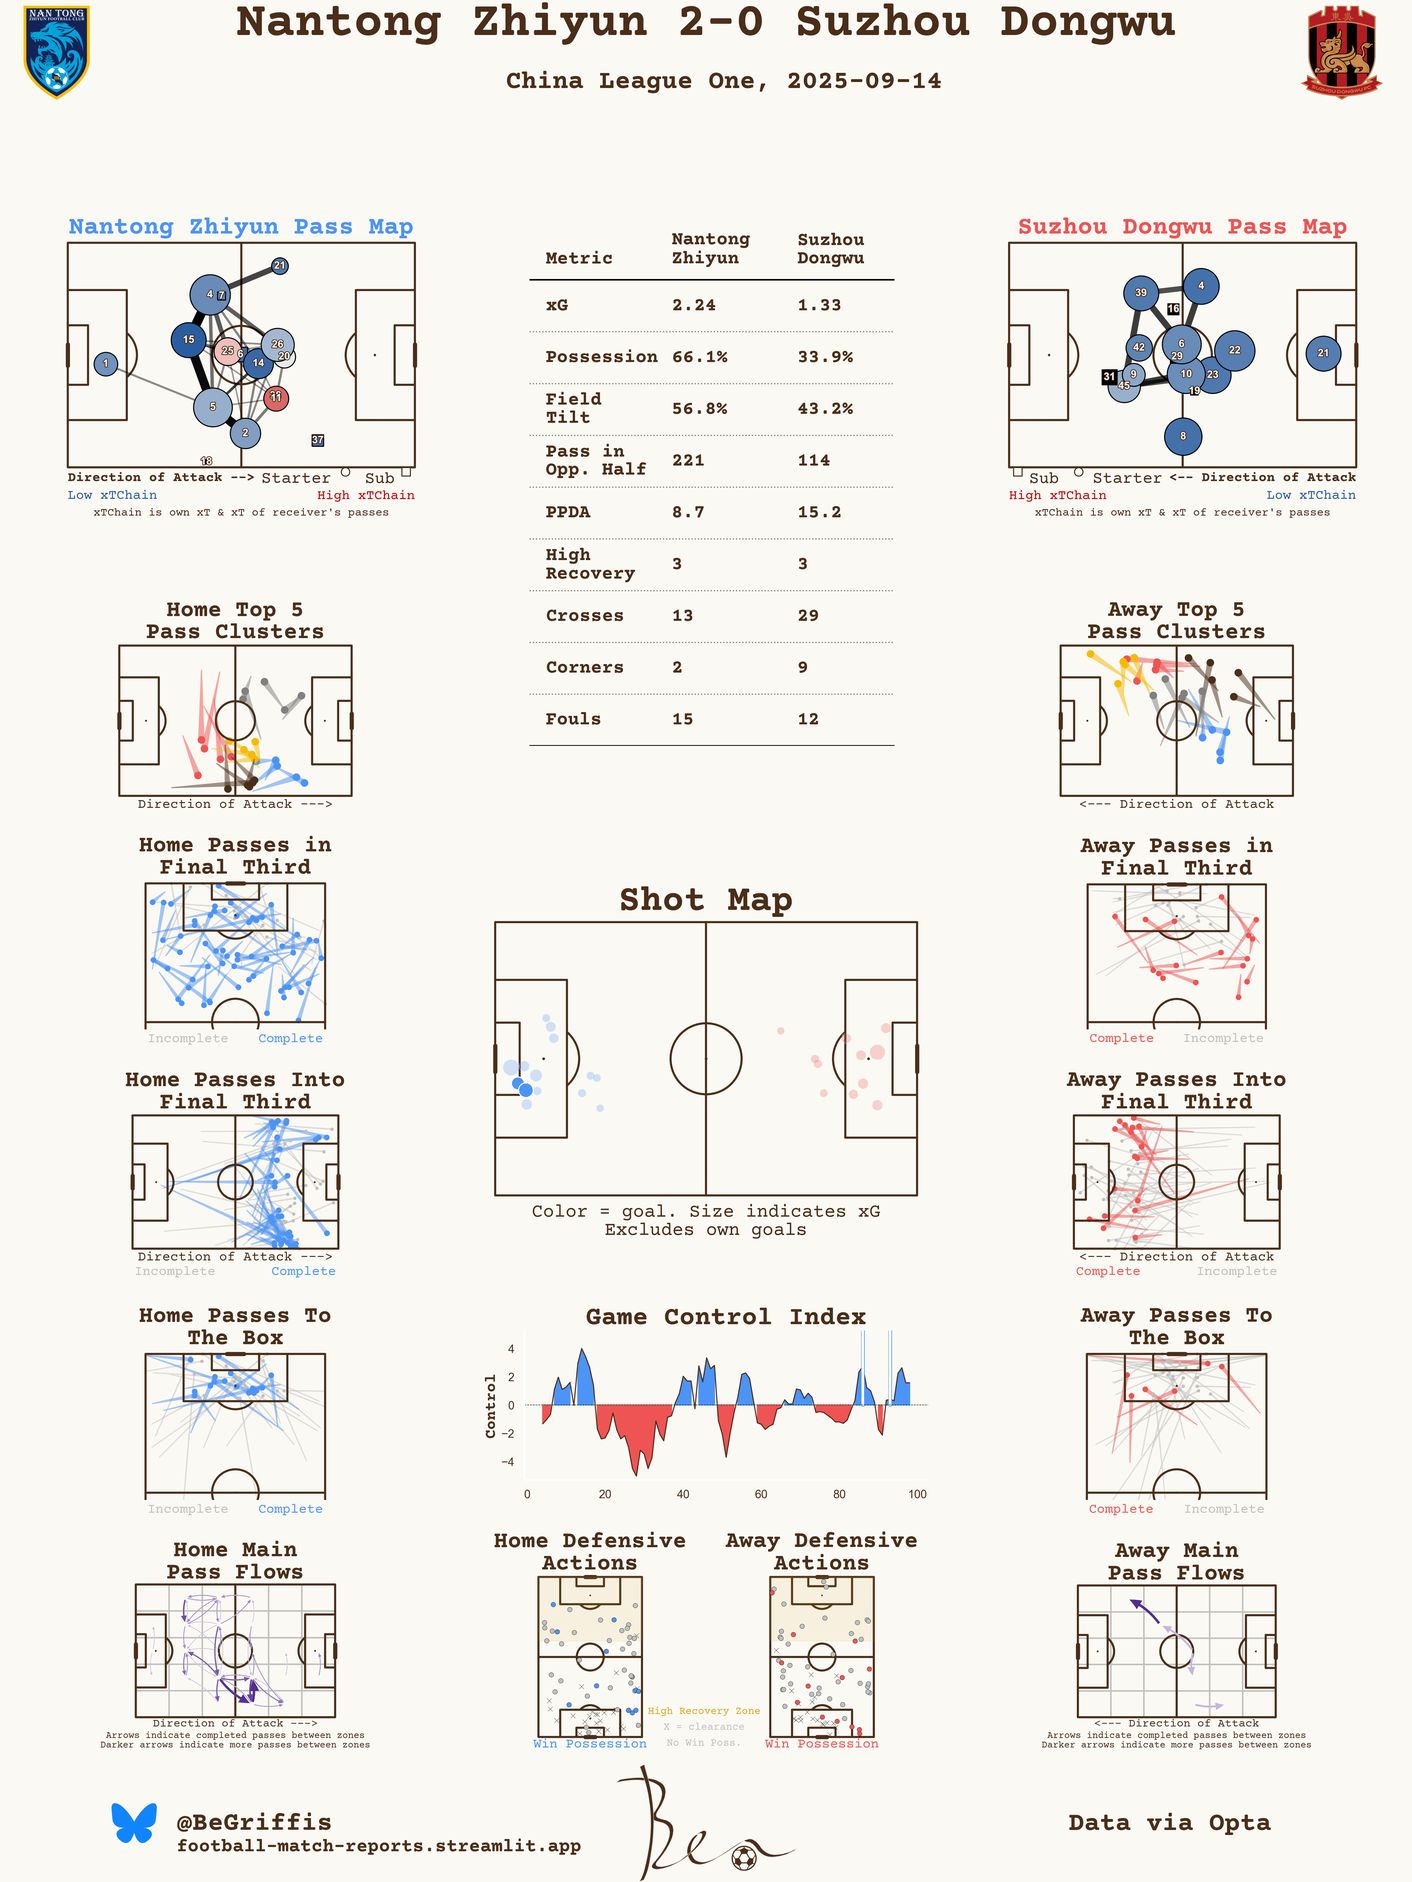 Nantong Zhiyun 2-0 Suzhou Dongwu
China League One, 2025-09-14
NAN TONG
ZHIYUN FOOTBALL CLUB
SUZHOU DONGWU FC
Nantong Zhiyun Pass Map
21
4
7
15
25
6
26
20
14
1
5
11
2
37
18
Direction of Attack --> Starter Sub
Low xTChain High xTChain
xTChain is own xT & xT of receiver's passes
Metric Nantong Zhiyun Suzhou Dongwu
xG 2.24 1.33
Possession 66.1% 33.9%
Field Tilt 56.8% 43.2%
Pass in Opp. Half 221 114
PPDA 8.7 15.2
High Recovery 3 3
Crosses 13 29
Corners 2 9
Fouls 15 12
Suzhou Dongwu Pass Map
39
4
16
42
6
29
22
21
31
9
45
10
23
19
8
Sub Starter <-- Direction of Attack
High xTChain Low xTChain
xTChain is own xT & xT of receiver's passes
Home Top 5
Pass Clusters
Direction of Attack --->
Away Top 5
Pass Clusters
<--- Direction of Attack
Home Passes in
Final Third
Incomplete Complete
Away Passes in
Final Third
Complete Incomplete
Shot Map
Color = goal. Size indicates xG
Excludes own goals
Home Passes Into
Final Third
Direction of Attack --->
Incomplete Complete
Away Passes Into
Final Third
<--- Direction of Attack
Complete Incomplete
Home Passes To
The Box
Incomplete Complete
Game Control Index
Control
4
2
0
−2
−4
0 20 40 60 80 100
Away Passes To
The Box
Complete Incomplete
Home Main
Pass Flows
Direction of Attack --->
Arrows indicate completed passes between zones
Darker arrows indicate more passes between zones
Home Defensive
Actions
Win Possession
High Recovery Zone
X = clearance
No Win Poss.
Away Defensive
Actions
Win Possession
Away Main
Pass Flows
<--- Direction of Attack
Arrows indicate completed passes between zones
Darker arrows indicate more passes between zones
@BeGriffis
football-match-reports.streamlit.app
Ben
Data via Opta